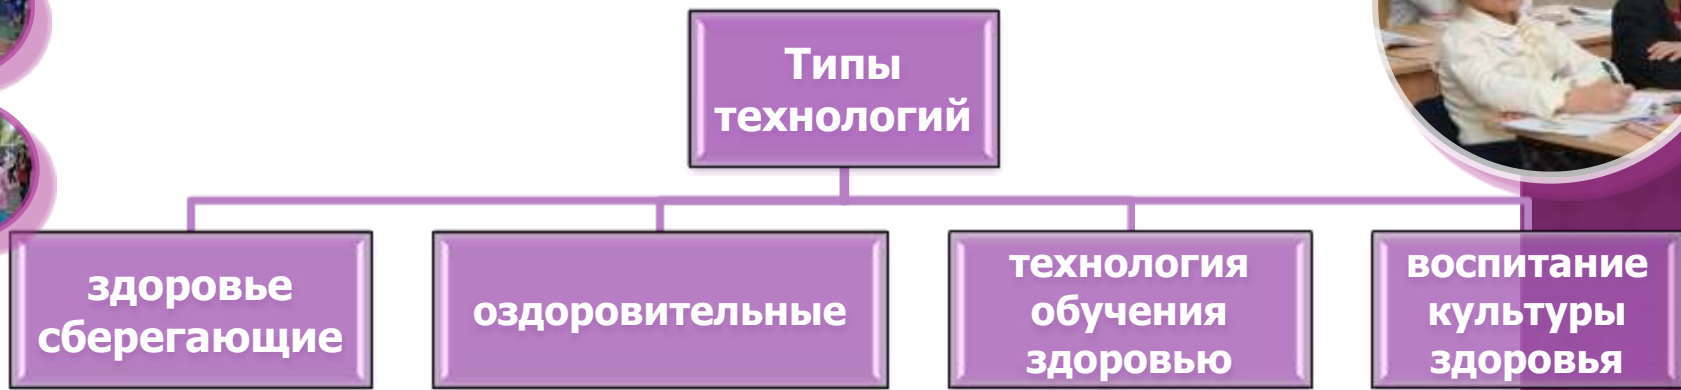 Типы
технологий
здоровье
сберегающие
оздоровительные
технология
обучения
здоровью
воспитание
культуры
здоровья